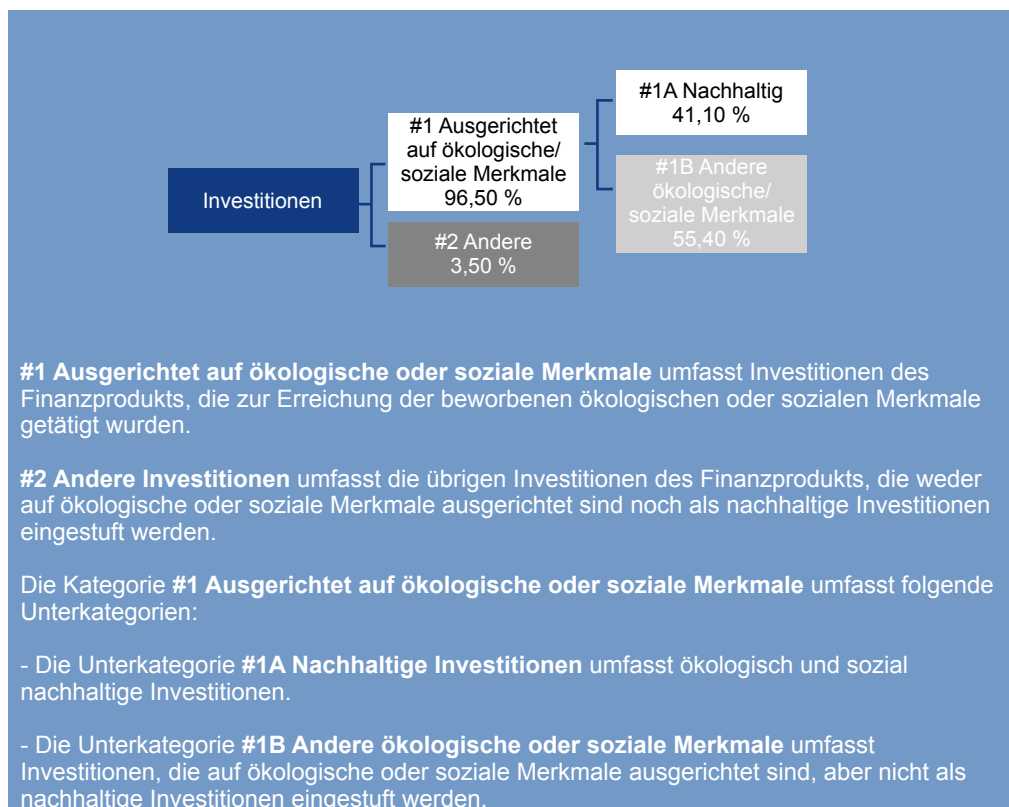 Investitionen
#1 Ausgerichtet
auf ökologische/
soziale Merkmale
96,50 %
#2 Andere
3,50 %
#1A Nachhaltig
41,10 %
#1B Andere
ökologische/
soziale Merkmale
55,40 %
#1 Ausgerichtet auf ökologische oder soziale Merkmale umfasst Investitionen des
Finanzprodukts, die zur Erreichung der beworbenen ökologischen oder sozialen Merkmale
getätigt wurden.
#2 Andere Investitionen umfasst die übrigen Investitionen des Finanzprodukts, die weder
auf ökologische oder soziale Merkmale ausgerichtet sind noch als nachhaltige Investitionen
eingestuft werden.
Die Kategorie #1 Ausgerichtet auf ökologische oder soziale Merkmale umfasst folgende
Unterkategorien:
- Die Unterkategorie #1A Nachhaltige Investitionen umfasst ökologisch und sozial
nachhaltige Investitionen.
- Die Unterkategorie #1B Andere ökologische oder soziale Merkmale umfasst
Investitionen, die auf ökologische oder soziale Merkmale ausgerichtet sind, aber nicht als
nachhaltige Investitionen eingestuft werden.